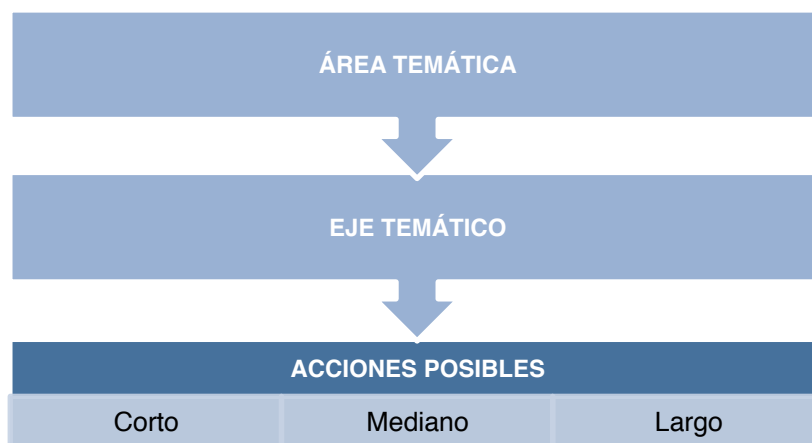 ÁREA TEMÁTICA
EJE TEMÁTICO
ACCIONES POSIBLES
Corto Mediano Largo